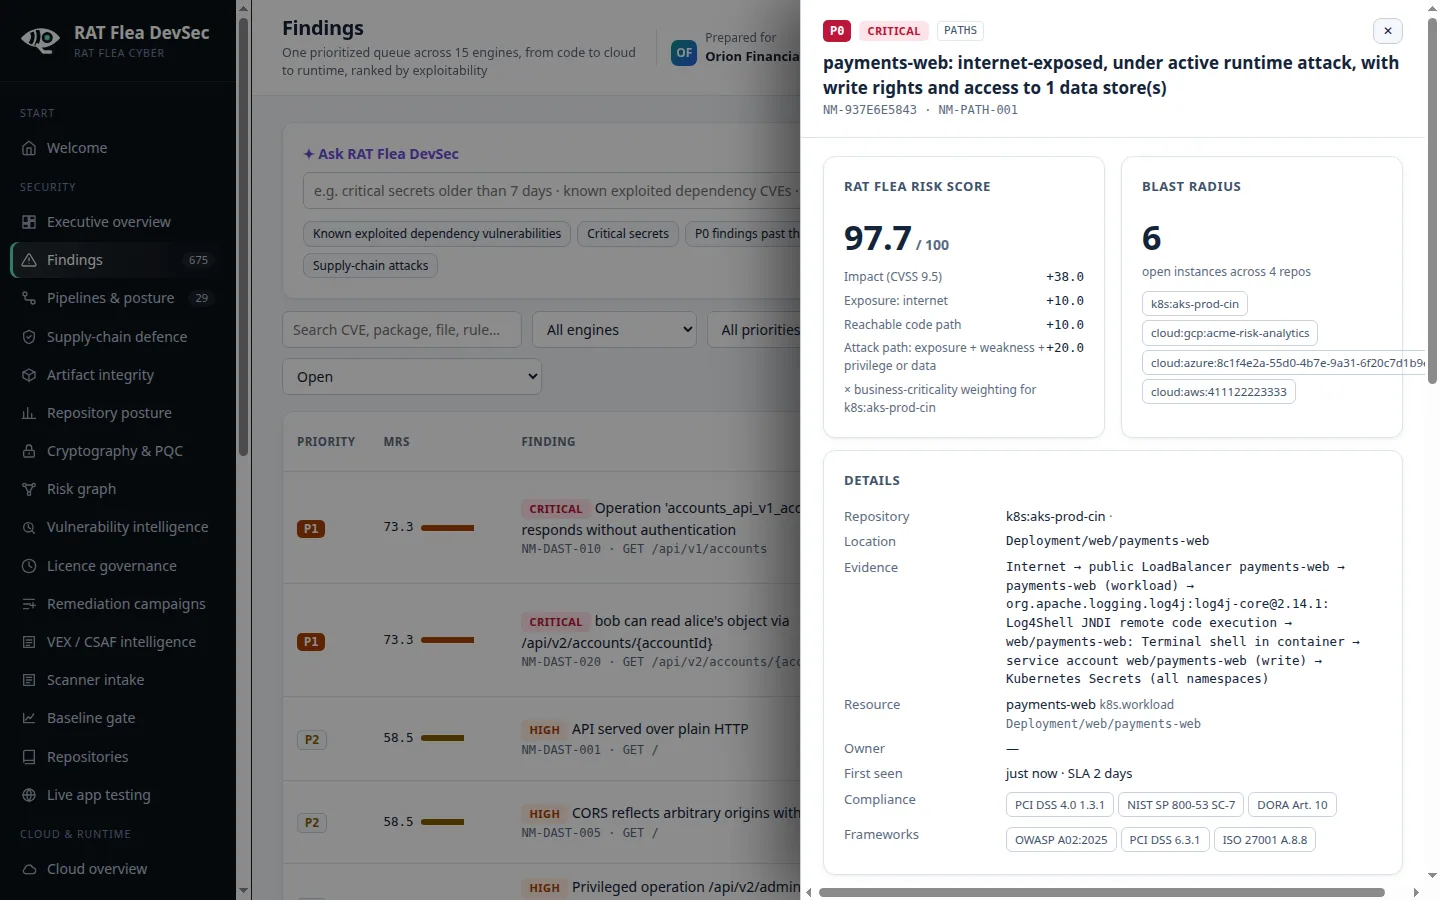 RAT Flea DevSec
RAT FLEA CYBER
START
Welcome
SECURITY
Executive overview
Findings 675
Pipelines & posture 29
Supply-chain defence
Artifact integrity
Repository posture
Cryptography & PQC
Risk graph
Vulnerability intelligence
Licence governance
Remediation campaigns
VEX / CSAF intelligence
Scanner intake
Baseline gate
Repositories
Live app testing
CLOUD & RUNTIME
Cloud overview
Findings
One prioritized queue across 15 engines, from code to cloud
to runtime, ranked by exploitability
OF
Prepared for
Orion Financia
✦ Ask RAT Flea DevSec
e.g. critical secrets older than 7 days · known exploited dependency CVEs ·
Known exploited dependency vulnerabilities Critical secrets P0 findings past th
Supply-chain attacks
Search CVE, package, file, rule... All engines All priorities
Open
PRIORITY MRS FINDING
P1 73.3 CRITICAL Operation 'accounts_api_v1_acc
responds without authentication
NM-DAST-010 · GET /api/v1/accounts
P1 73.3 CRITICAL bob can read alice's object via
/api/v2/accounts/{accountId}
NM-DAST-020 · GET /api/v2/accounts/{acc
P2 58.5 HIGH API served over plain HTTP
NM-DAST-001 · GET /
P2 58.5 HIGH CORS reflects arbitrary origins with
NM-DAST-005 · GET /
HIGH Privileged operation /api/v2/admin
P0 CRITICAL PATHS ×
payments-web: internet-exposed, under active runtime attack, with
write rights and access to 1 data store(s)
NM-937E6E5843 · NM-PATH-001
RAT FLEA RISK SCORE
97.7 / 100
Impact (CVSS 9.5) +38.0
Exposure: internet +10.0
Reachable code path +10.0
Attack path: exposure + weakness + +20.0
privilege or data
× business-criticality weighting for
k8s:aks-prod-cin
BLAST RADIUS
6
open instances across 4 repos
k8s:aks-prod-cin
cloud:gcp:acme-risk-analytics
cloud:azure:8c1f4e2a-55d0-4b7e-9a31-6f20c7d1b9e
cloud:aws:411122223333
DETAILS
Repository k8s:aks-prod-cin ·
Location Deployment/web/payments-web
Evidence Internet → public LoadBalancer payments-web →
payments-web (workload) →
org.apache.logging.log4j:log4j-core@2.14.1:
Log4Shell JNDI remote code execution →
web/payments-web: Terminal shell in container →
service account web/payments-web (write) →
Kubernetes Secrets (all namespaces)
Resource payments-web k8s.workload
Deployment/web/payments-web
Owner —
First seen just now · SLA 2 days
Compliance PCI DSS 4.0 1.3.1 NIST SP 800-53 SC-7 DORA Art. 10
Frameworks OWASP A02:2025 PCI DSS 6.3.1 ISO 27001 A.8.8